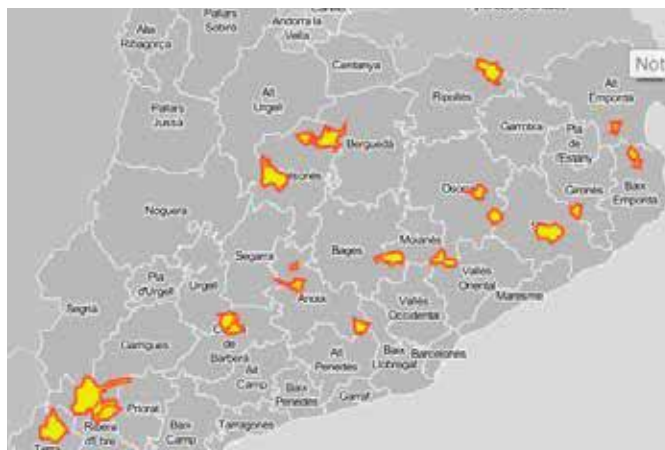 Alta
Ribagorça
Pallars
Sobirà
Andorra la
Vella
Cerdanya
Not
Alt
Urgell
Ripollès
Alt
Empordà
Pallars
Jussà
Berguedà
Garrotxa
Pla
de
l'Estany
Osona
Gironès
Baix
Empordà
Noguera
Segarra
Bages
Moianès
Vallès
Oriental
Maresme
Pla
d'Urgell
Urgell
Anoia
Vallès
Occidental
Segrià
Garrigues
de
Barberà
Alt
Penedès
Baix
Llobregat
Barcelonès
Alt
Camp
Baix
Penedès
Garraf
Priorat
Ribera
d'Ebre
Baix
Camp
Tarragonès